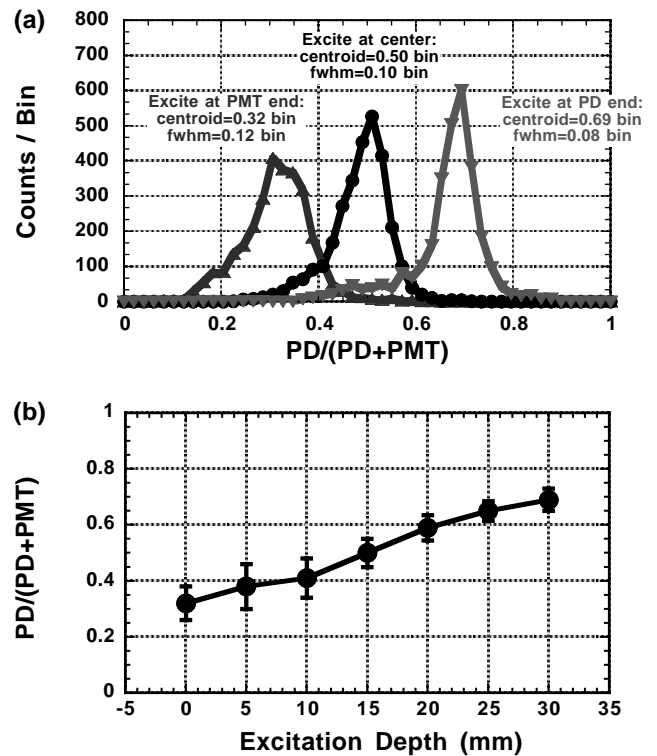 (a)
800
700
600
500
400
300
200
100
0
Counts / Bin
Excite at center:
centroid=0.50 bin
fwhm=0.10 bin
Excite at PMT end:
centroid=0.32 bin
fwhm=0.12 bin
Excite at PD end:
centroid=0.69 bin
fwhm=0.08 bin
0 0.2 0.4 0.6 0.8 1
PD/(PD+PMT)
(b)
1
0.8
0.6
0.4
0.2
0
PD/(PD+PMT)
-5 0 5 10 15 20 25 30 35
Excitation Depth (mm)